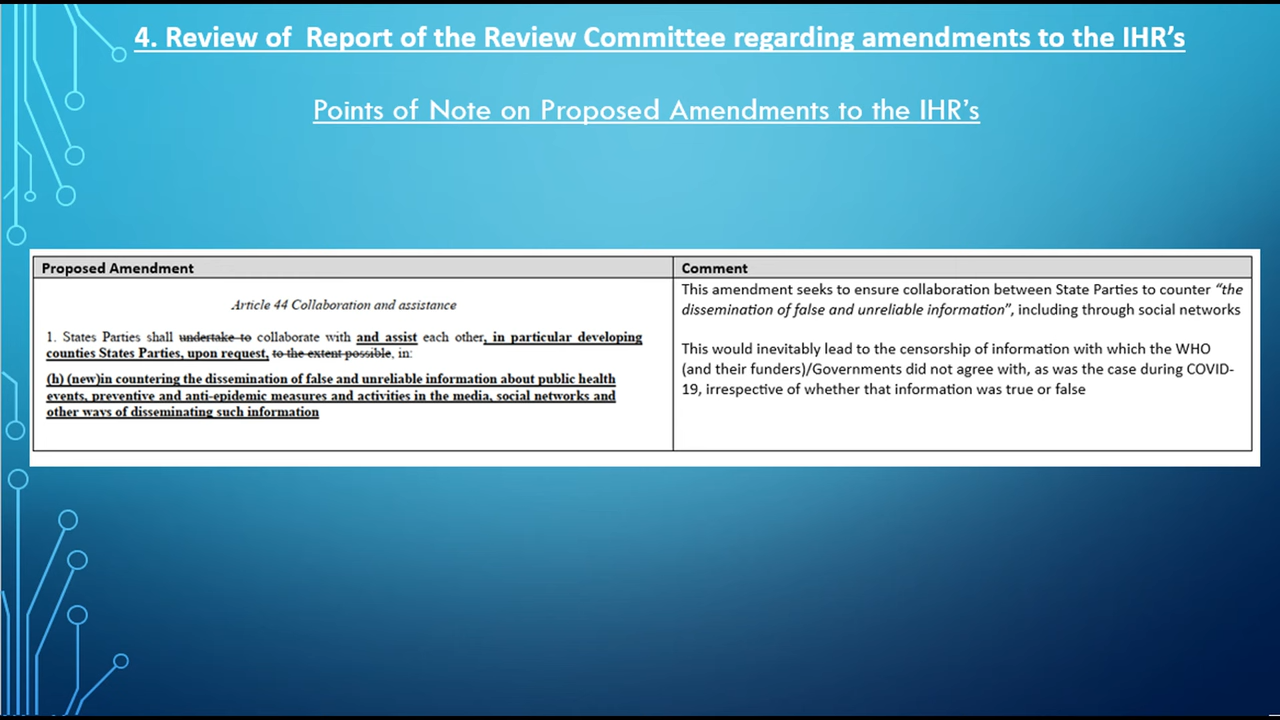 4. Review of Report of the Review Committee regarding amendments to the IHR's
Points of Note on Proposed Amendments to the IHR's
Proposed Amendment
Article 44 Collaboration and assistance
1. States Parties shall undertake to collaborate with and assist each other, in particular developing
counties States Parties, upon request, to the extent possible, in:
(h) (new)in countering the dissemination of false and unreliable information about public health
events, preventive and anti-epidemic measures and activities in the media, social networks and
other ways of disseminating such information
Comment
This amendment seeks to ensure collaboration between State Parties to counter "the
dissemination of false and unreliable information", including through social networks
This would inevitably lead to the censorship of information with which the WHO
(and their funders)/Governments did not agree with, as was the case during COVID-
19, irrespective of whether that information was true or false